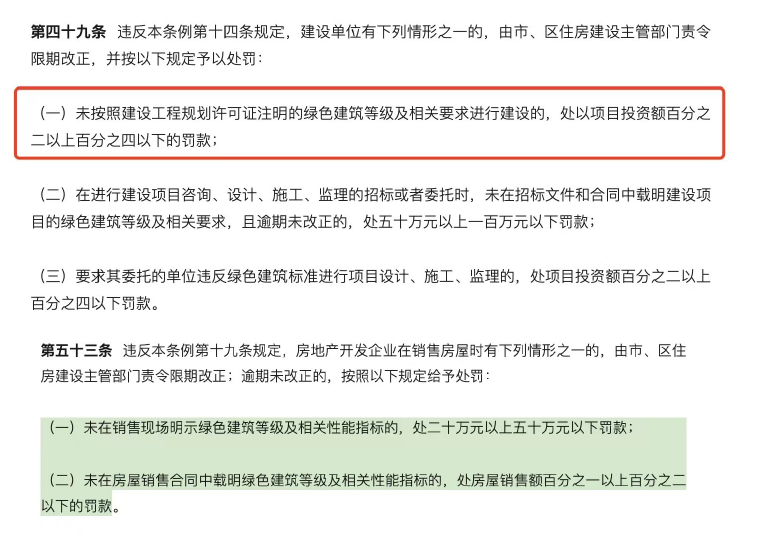 第四十九条 违反本条例第十四条规定，建设单位有下列情形之一的，由市、区住房建设主管部门责令
限期改正，并按以下规定予以处罚：
（一）未按照建设工程规划许可证注明的绿色建筑等级及相关要求进行建设的，处以项目投资额百分之
二以上百分之四以下的罚款；
（二）在进行建设项目咨询、设计、施工、监理的招标或者委托时，未在招标文件和合同中载明建设项
目的绿色建筑等级及相关要求，且逾期未改正的，处五十万元以上一百万元以下罚款；
（三）要求其委托的单位违反绿色建筑标准进行项目设计、施工、监理的，处项目投资额百分之二以上
百分之四以下罚款。
第五十三条 违反本条例第十九条规定，房地产开发企业在销售房屋时有下列情形之一的，由市、区住
房建设主管部门责令限期改正；逾期未改正的，按照以下规定给予处罚：
（一）未在销售现场明示绿色建筑等级及相关性能指标的，处二十万元以上五十万元以下罚款；
（二）未在房屋销售合同中载明绿色建筑等级及相关性能指标的，处房屋销售额百分之一以上百分之二
以下的罚款。